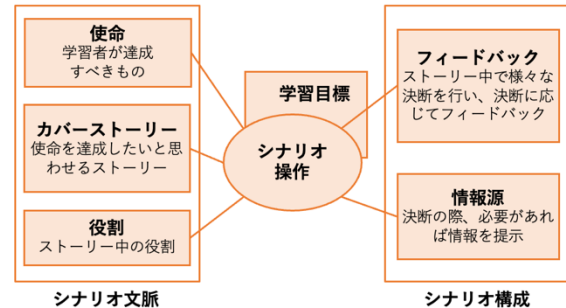 使命
学習者が達成
すべきもの
カバーストーリー
使命を達成したいと思
わせるストーリー
役割
ストーリー中の役割
シナリオ文脈
学習目標
シナリオ
操作
フィードバック
ストーリー中で様々な
決断を行い、決断に応
じてフィードバック
情報源
決断の際、必要があれ
ば情報を提示
シナリオ構成